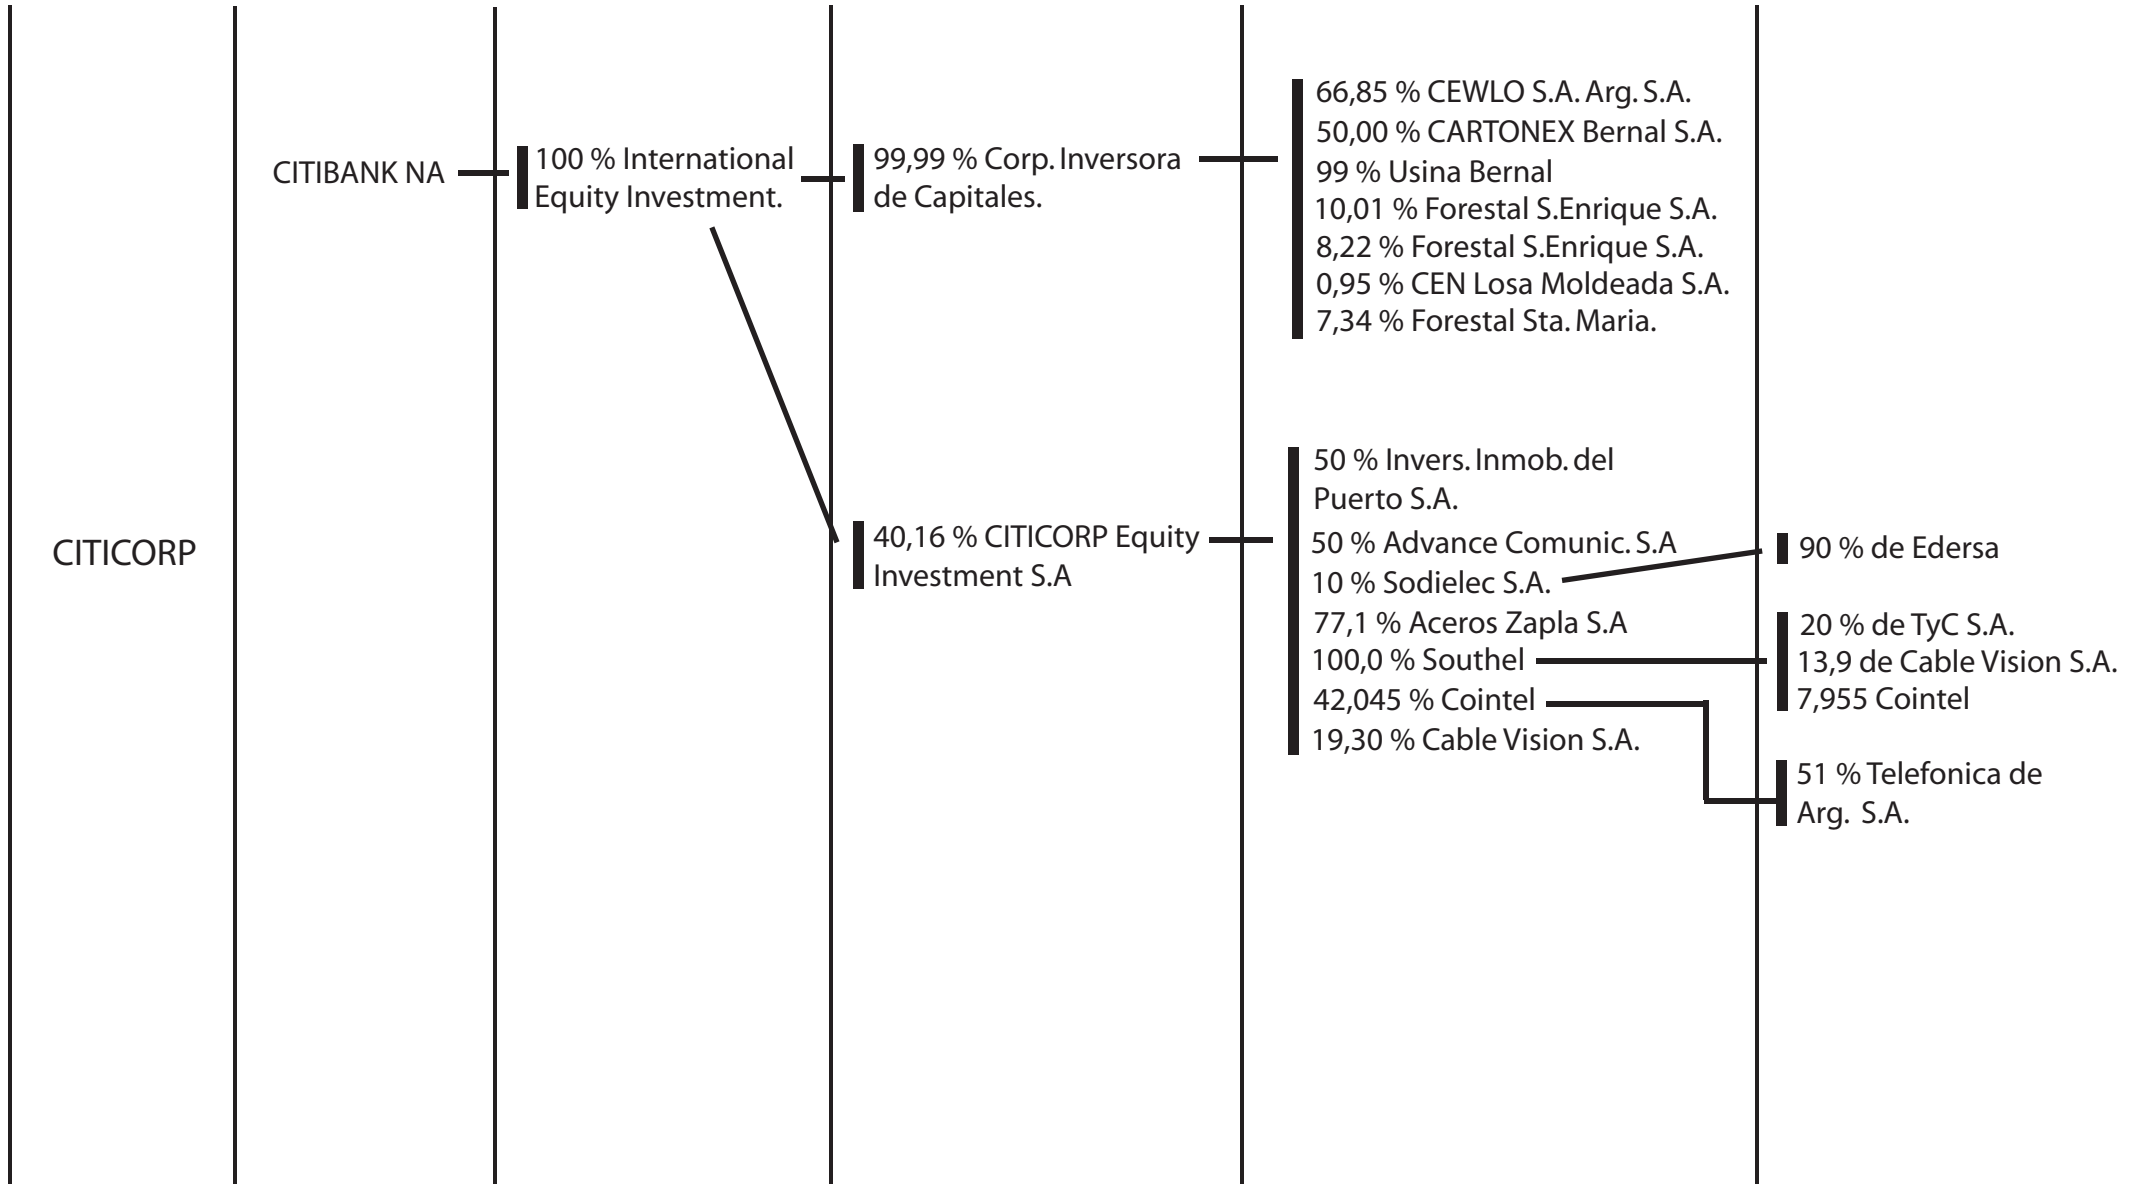 CITICORP
CITIBANK NA
100 % International
Equity Investment.
99,99 % Corp. Inversora
de Capitales.
40,16 % CITICORP Equity
Investment S.A
66,85 % CEWLO S.A. Arg. S.A.
50,00 % CARTONEX Bernal S.A.
99 % Usina Bernal
10,01 % Forestal S.Enrique S.A.
8,22 % Forestal S.Enrique S.A.
0,95 % CEN Losa Moldeada S.A.
7,34 % Forestal Sta. Maria.
50 % Invers. Inmob. del
Puerto S.A.
50 % Advance Comunic. S.A
10 % Sodielec S.A.
77,1 % Aceros Zapla S.A
100,0 % Southel
42,045 % Cointel
19,30 % Cable Vision S.A.
90 % de Edersa
20 % de TyC S.A.
13,9 de Cable Vision S.A.
7,955 Cointel
51 % Telefonica de
Arg. S.A.